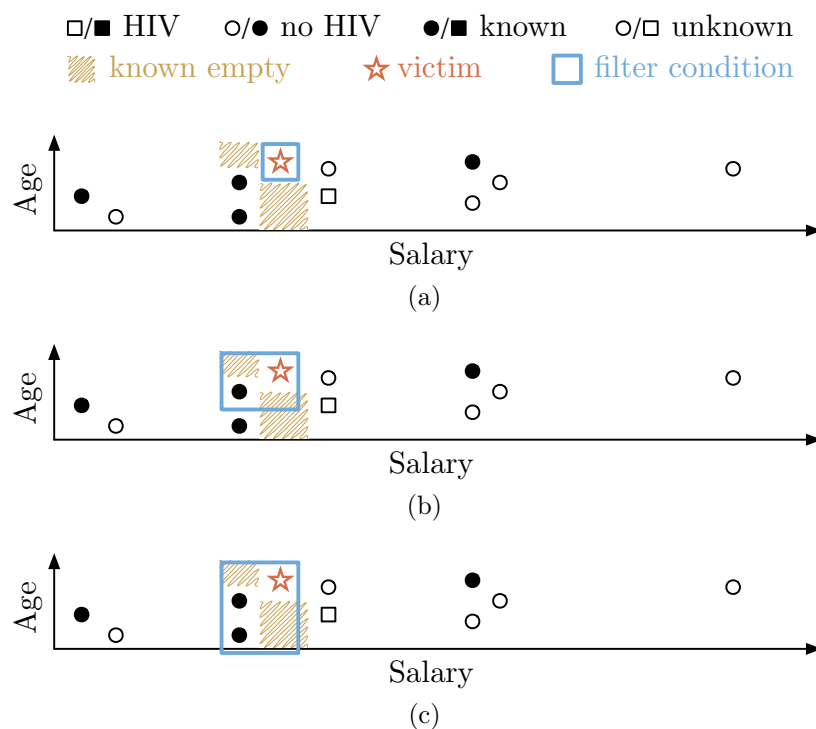 □/■ HIV ○/● no HIV ●/■ known ○/□ unknown
known empty victim filter condition
Age
Salary
(a)
Age
Salary
(b)
Age
Salary
(c)